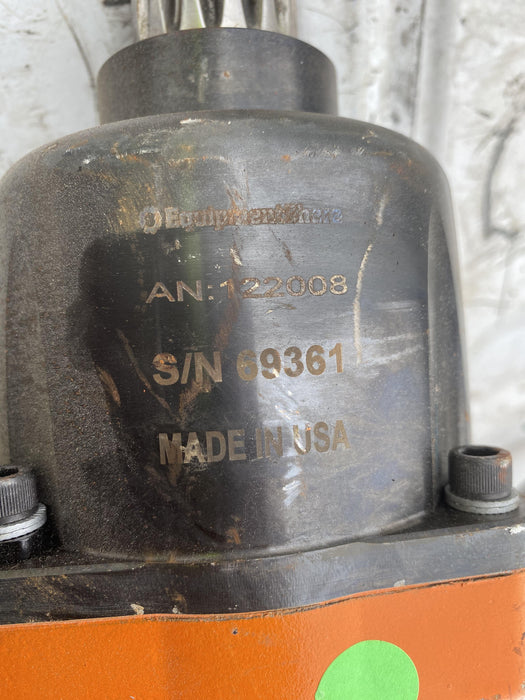 EquipmentShare
AN:122008
S/N 69361
MADE IN USA